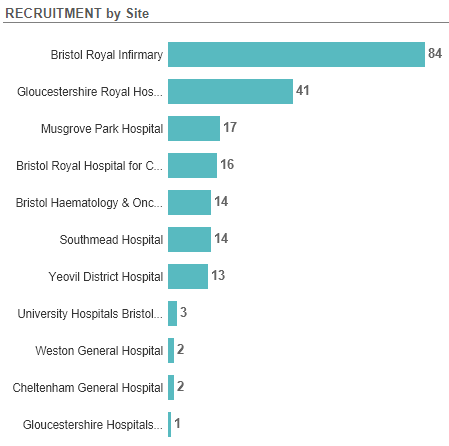 RECRUITMENT by Site
Bristol Royal Infirmary 84
Gloucestershire Royal Hos... 41
Musgrove Park Hospital 17
Bristol Royal Hospital for C... 16
Bristol Haematology & Onc... 14
Southmead Hospital 14
Yeovil District Hospital 13
University Hospitals Bristol... 3
Weston General Hospital 2
Cheltenham General Hospital 2
Gloucestershire Hospitals... 1